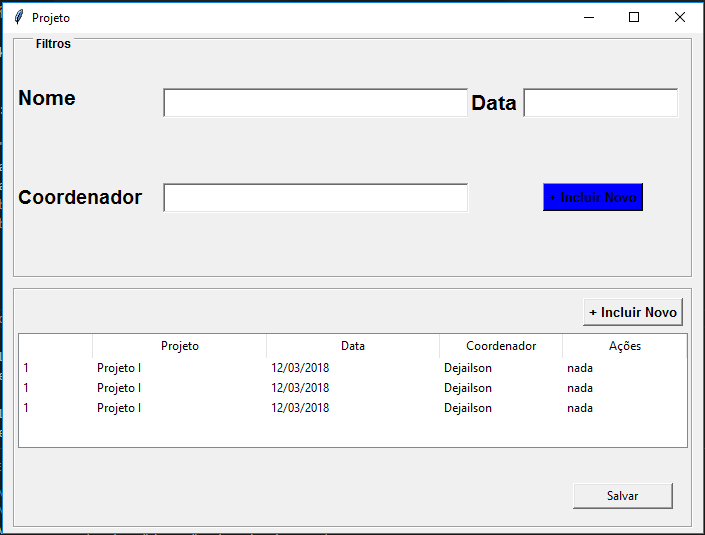 Projeto
Filtros
Nome Data
Coordenador + Incluir Novo
+ Incluir Novo
Projeto Data Coordenador Ações
1 Projeto I 12/03/2018 Dejailson nada
1 Projeto I 12/03/2018 Dejailson nada
1 Projeto I 12/03/2018 Dejailson nada
Salvar